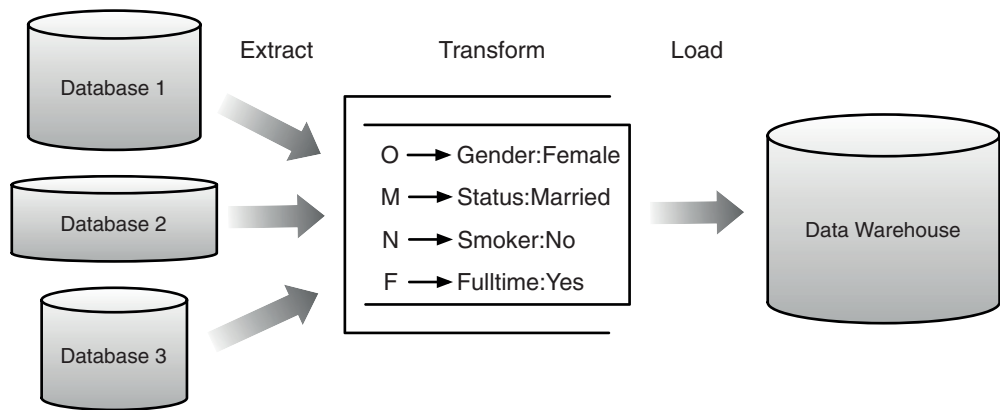 Extract
Transform
Load
Database 1
Database 2
Database 3
O Gender:Female
M Status:Married
N Smoker:No
F Fulltime:Yes
Data Warehouse